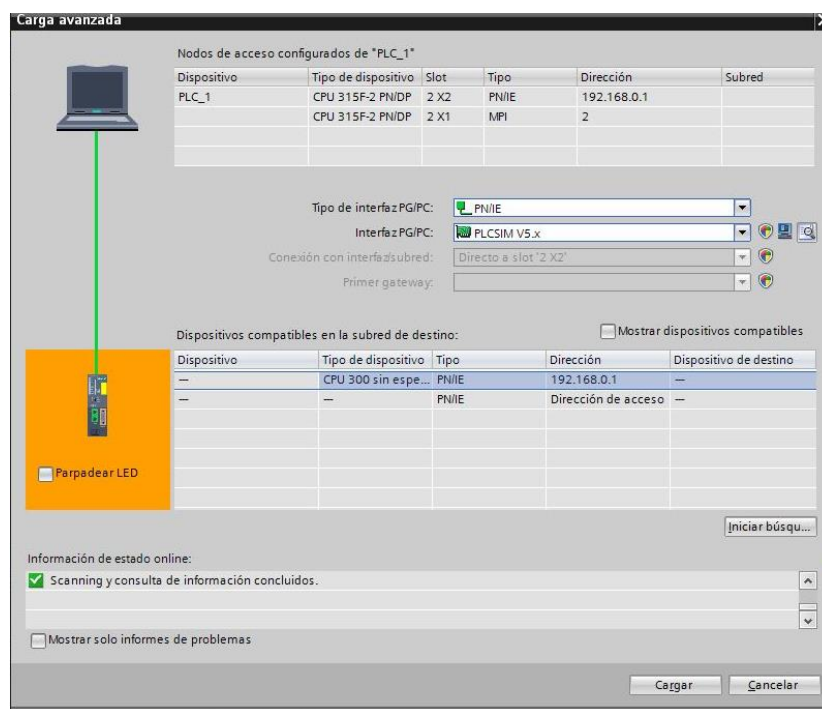 Carga avanzada
Nodos de acceso configurados de "PLC_1"
Dispositivo Tipo de dispositivo Slot Tipo Dirección Subred
PLC_1 CPU 315F-2 PN/DP 2 X2 PN/IE 192.168.0.1
CPU 315F-2 PN/DP 2 X1 MPI 2
Tipo de interfaz PG/PC: PN/IE
Interfaz PG/PC: PLCSIM V5.x
Conexión con interfaz/subred: Directo a slot '2 X2'
Primer gateway:
Dispositivos compatibles en la subred de destino: Mostrar dispositivos compatibles
Dispositivo Tipo de dispositivo Tipo Dirección Dispositivo de destino
— CPU 300 sin espe... PN/IE 192.168.0.1 —
— — PN/IE Dirección de acceso —
Parpadear LED
Iniciar búsqu...
Información de estado online:
Scanning y consulta de información concluidos.
Mostrar solo informes de problemas
Cargar Cancelar